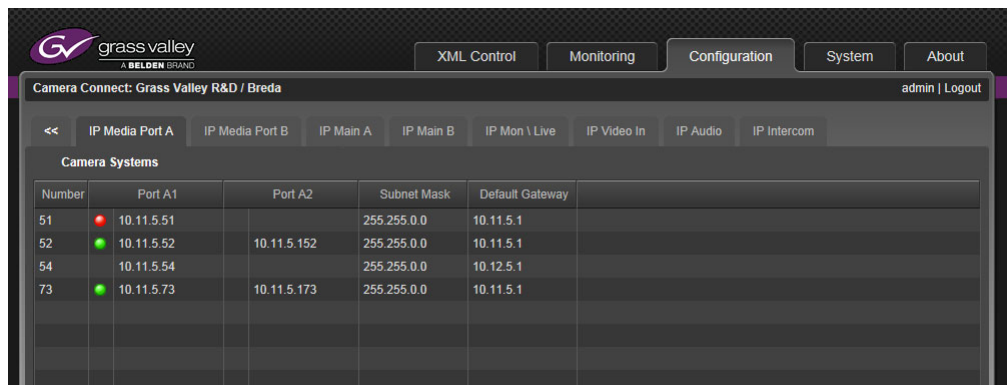 grass valley
A BELDEN BRAND
XML Control Monitoring Configuration System About
Camera Connect: Grass Valley R&D / Breda admin | Logout
<< IP Media Port A IP Media Port B IP Main A IP Main B IP Mon \ Live IP Video In IP Audio IP Intercom
Camera Systems
Number Port A1 Port A2 Subnet Mask Default Gateway
51 10.11.5.51 255.255.0.0 10.11.5.1
52 10.11.5.52 10.11.5.152 255.255.0.0 10.11.5.1
54 10.11.5.54 255.255.0.0 10.12.5.1
73 10.11.5.73 10.11.5.173 255.255.0.0 10.11.5.1